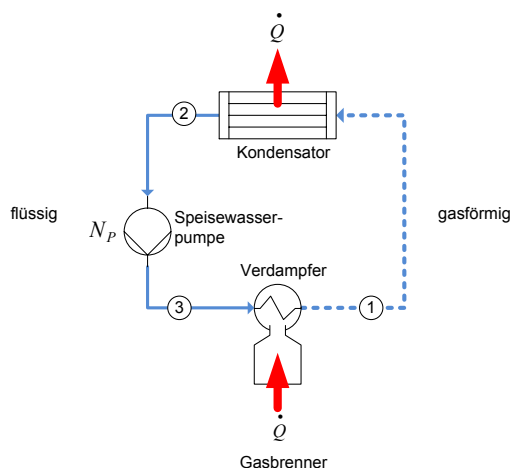 Q̇
2
Kondensator
flüssig
gasförmig
N_P
Speisewasser-
pumpe
Verdampfer
3
1
Q̇
Gasbrenner